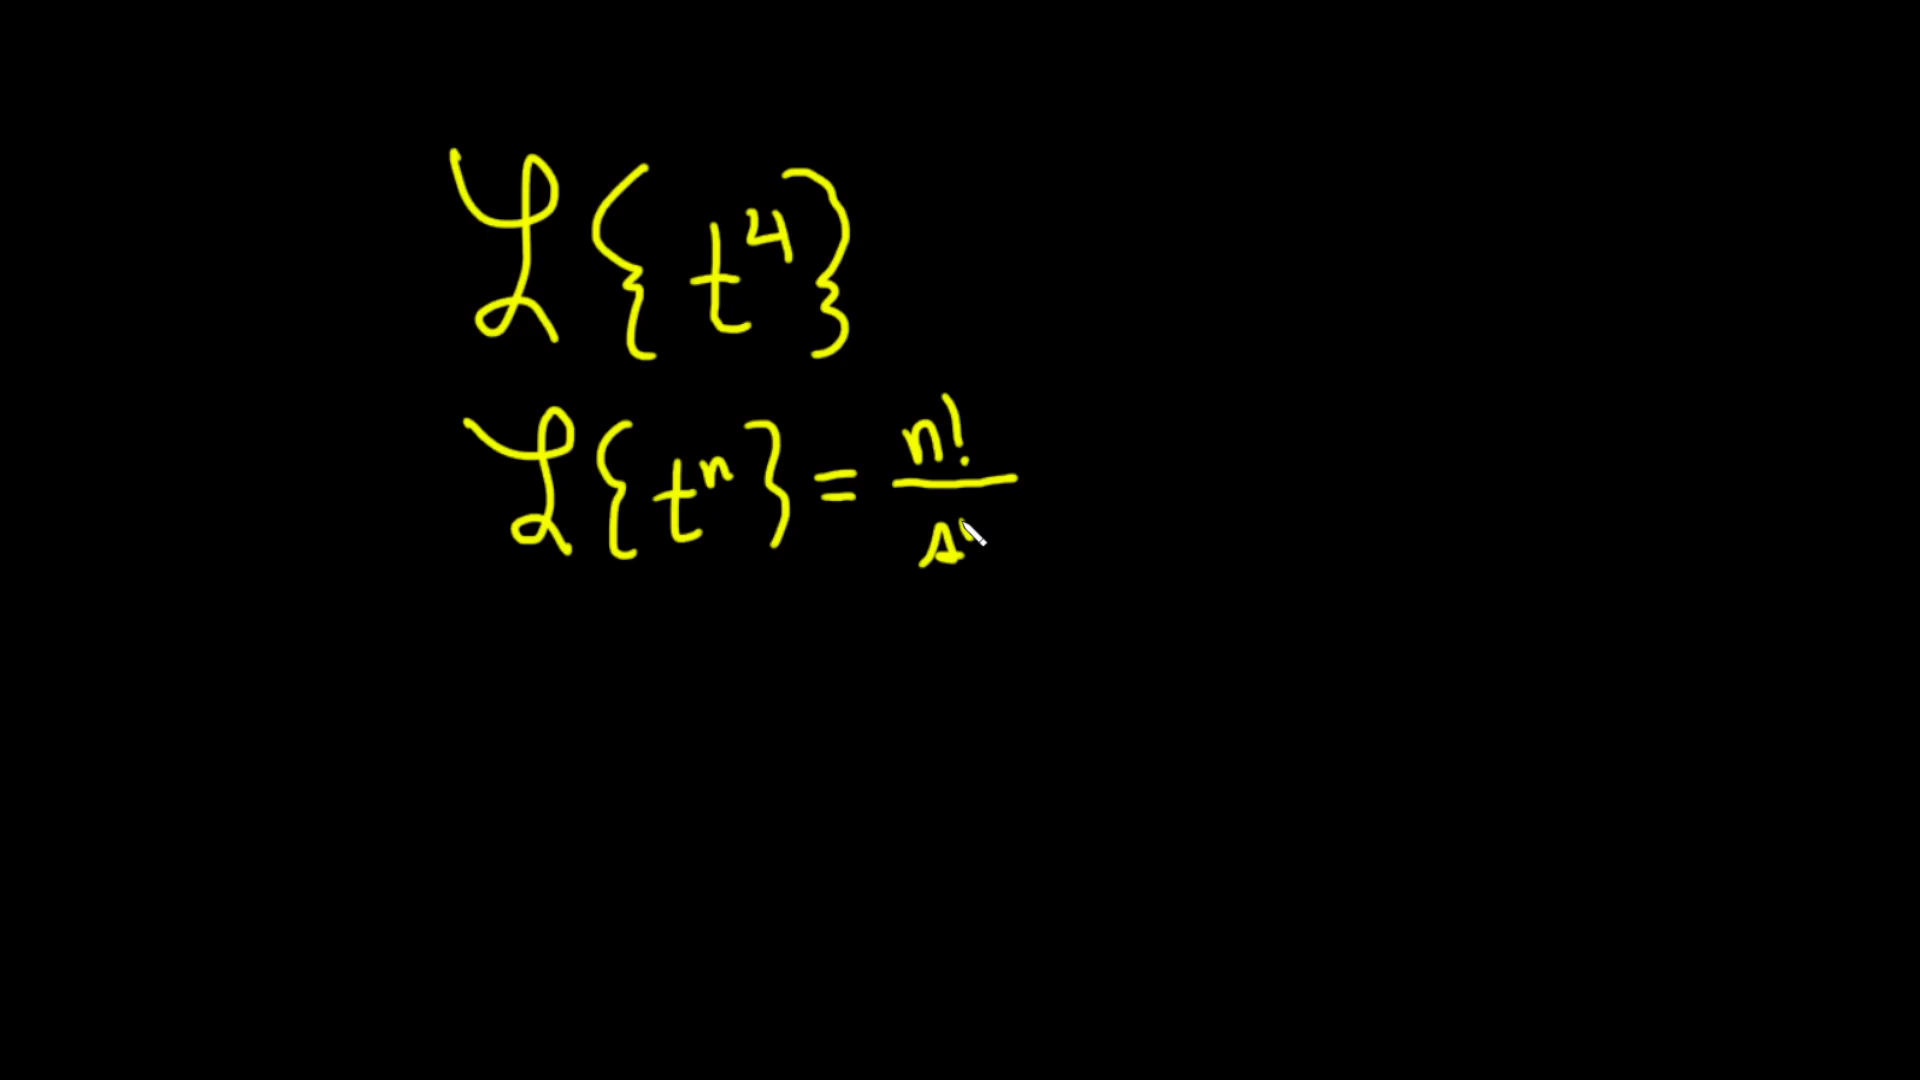 ℒ{t⁴}
ℒ{tⁿ} = n!/s